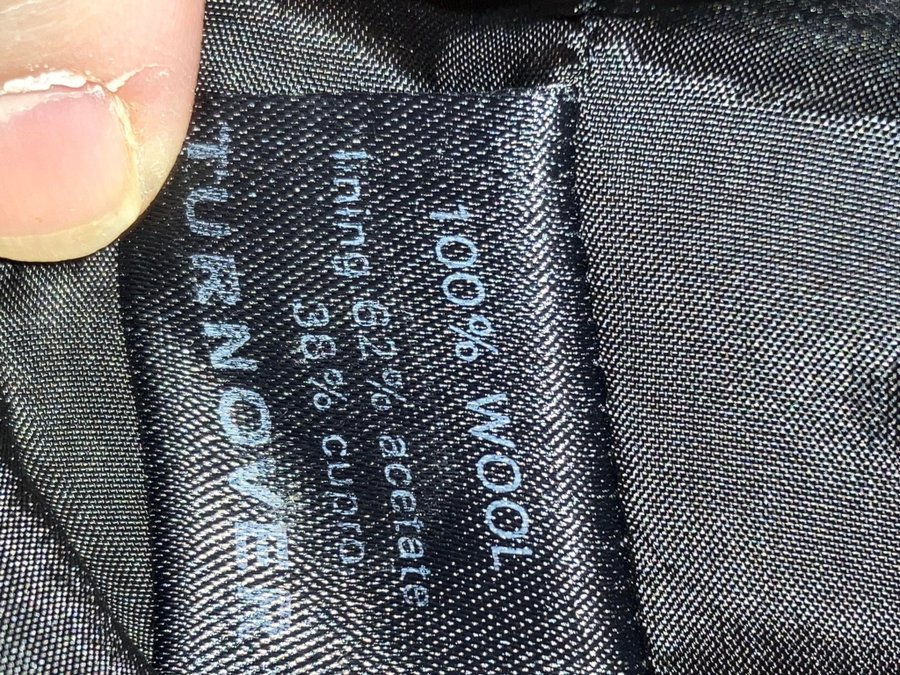 100% WOOL
lining 62% acetate
38% cupro
TURNOVER